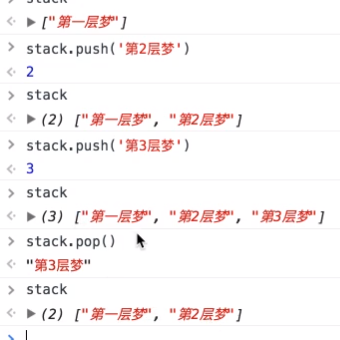 stack
["第一层梦"]
stack.push('第2层梦')
2
stack
(2) ["第一层梦", "第2层梦"]
stack.push('第3层梦')
3
stack
(3) ["第一层梦", "第2层梦", "第3层梦"]
stack.pop()
"第3层梦"
stack
(2) ["第一层梦", "第2层梦"]